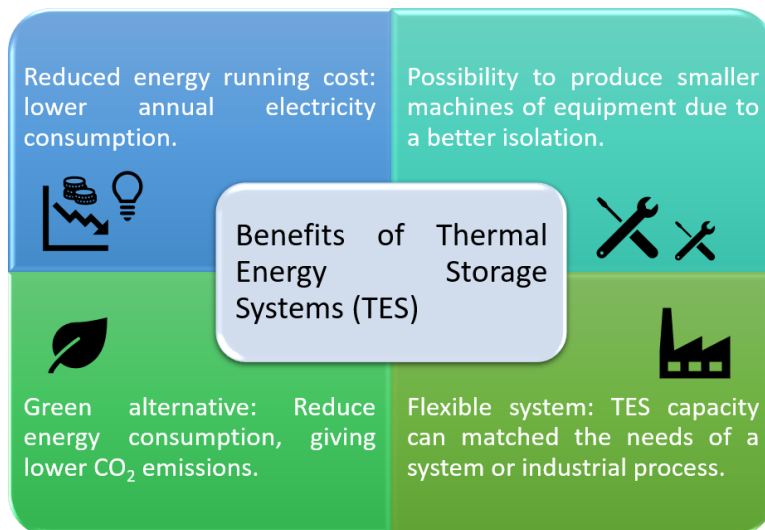 Reduced energy running cost:
lower annual electricity
consumption.
Possibility to produce smaller
machines of equipment due to
a better isolation.
Benefits of Thermal
Energy Storage
Systems (TES)
Green alternative: Reduce
energy consumption, giving
lower CO₂ emissions.
Flexible system: TES capacity
can matched the needs of a
system or industrial process.